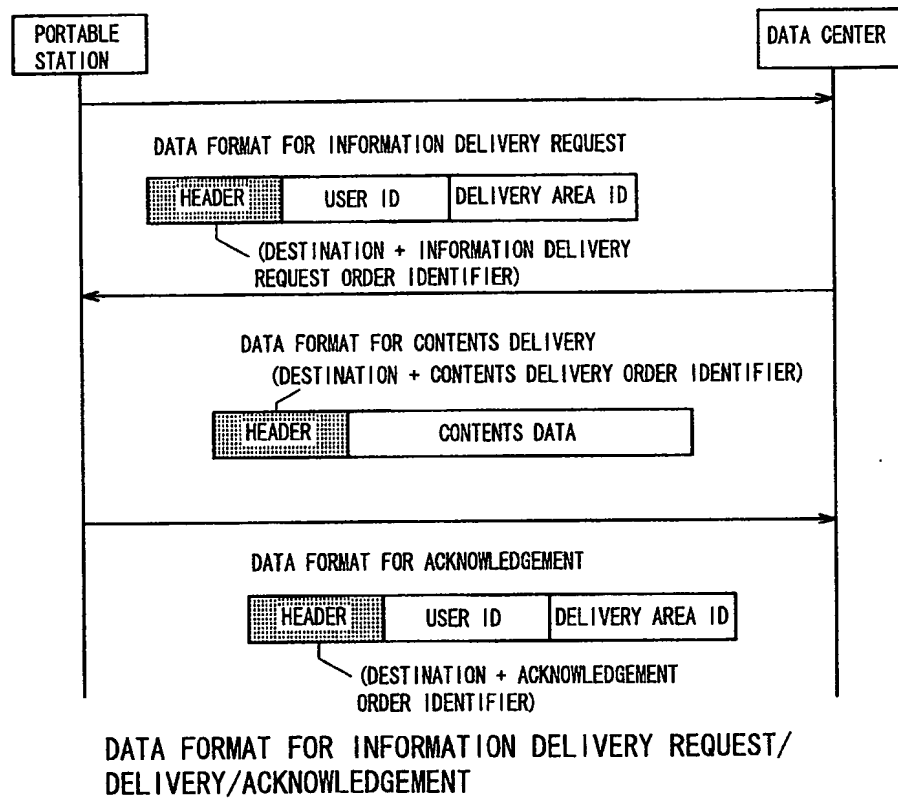 PORTABLE
STATION
DATA CENTER
DATA FORMAT FOR INFORMATION DELIVERY REQUEST
HEADER USER ID DELIVERY AREA ID
(DESTINATION + INFORMATION DELIVERY
REQUEST ORDER IDENTIFIER)
DATA FORMAT FOR CONTENTS DELIVERY
(DESTINATION + CONTENTS DELIVERY ORDER IDENTIFIER)
HEADER CONTENTS DATA
DATA FORMAT FOR ACKNOWLEDGEMENT
HEADER USER ID DELIVERY AREA ID
(DESTINATION + ACKNOWLEDGEMENT
ORDER IDENTIFIER)
DATA FORMAT FOR INFORMATION DELIVERY REQUEST/
DELIVERY/ACKNOWLEDGEMENT